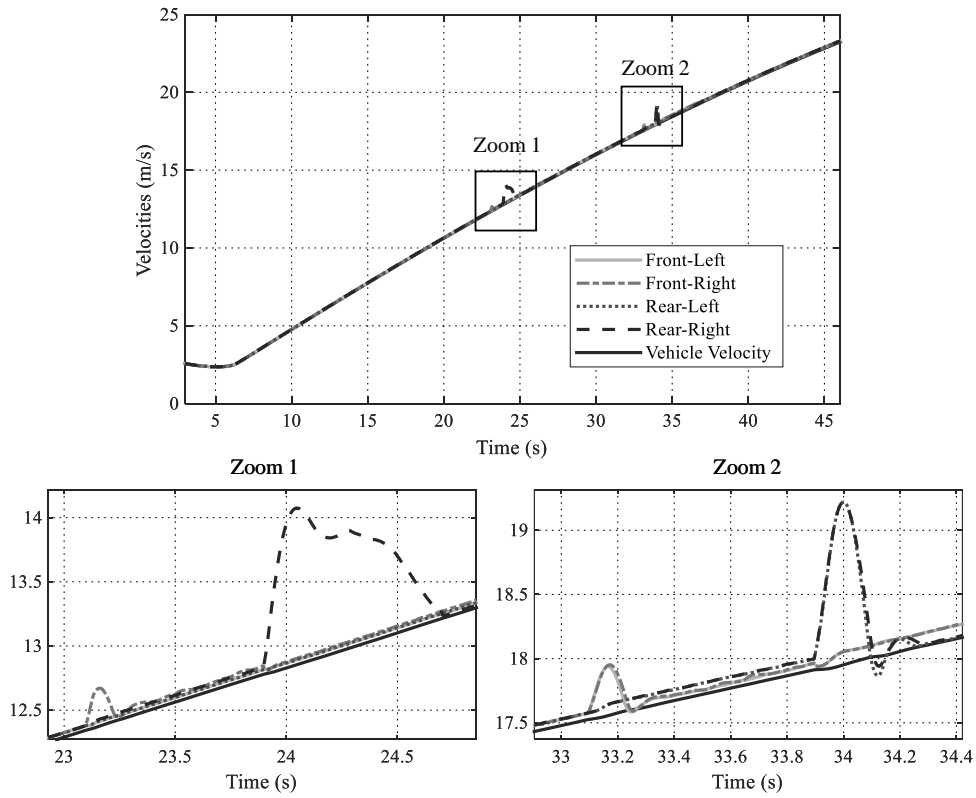 25
20
15
10
5
0
Velocities (m/s)
Zoom 2
Zoom 1
Front-Left
Front-Right
Rear-Left
Rear-Right
Vehicle Velocity
5 10 15 20 25 30 35 40 45
Time (s)
Zoom 1
14
13.5
13
12.5
23 23.5 24 24.5
Time (s)
Zoom 2
19
18.5
18
17.5
33 33.2 33.4 33.6 33.8 34 34.2 34.4
Time (s)